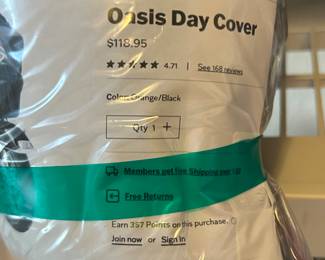 Oasis Day Cover
$118.95
4.71 | See 168 reviews
Color: Orange/Black
Qty 1 +
Members get free Shipping over
Free Returns
Earn 357 Points on this purchase.
Join now or Sign in